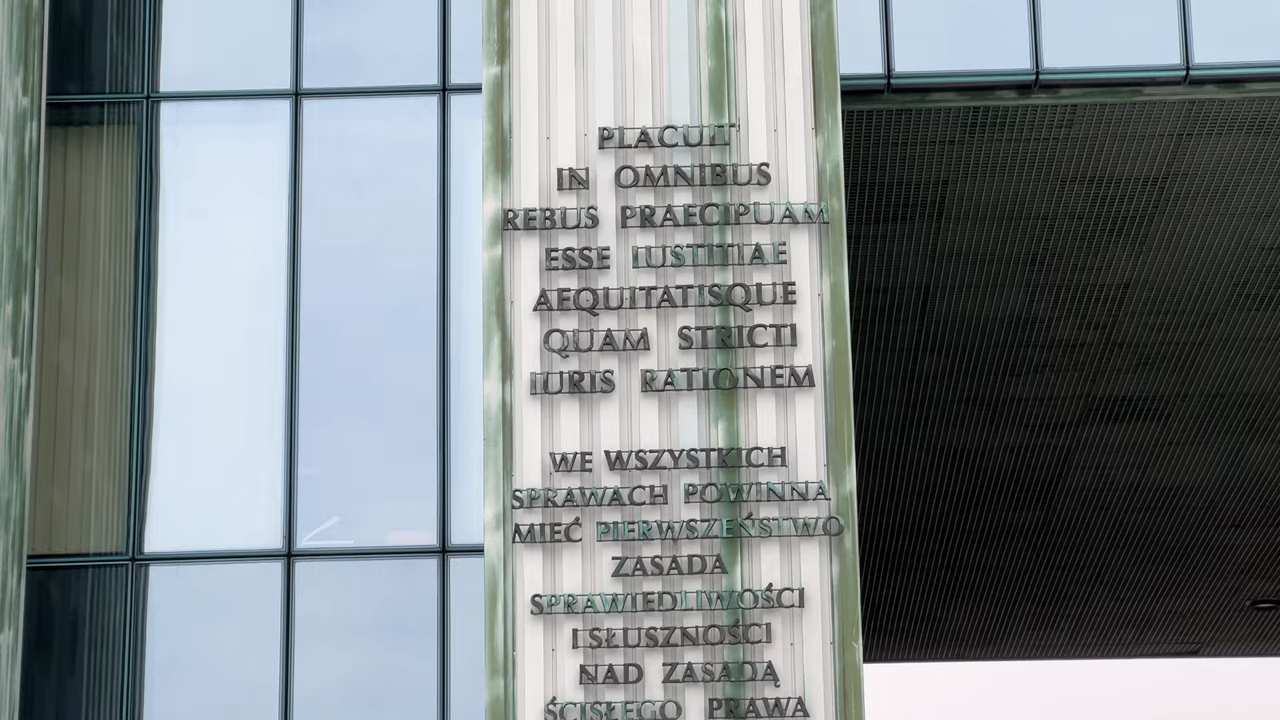 PLACUIT
IN OMNIBUS
REBUS PRAECIPUAM
ESSE IUSTITIAE
AEQUITATISQUE
QUAM STRICTI
IURIS RATIONEM
WE WSZYSTKICH
SPRAWACH POWINNA
MIEĆ PIERWSZEŃSTWO
ZASADA
SPRAWIEDLIWOŚCI
I SŁUSZNOŚCI
NAD ZASADĄ
ŚCISŁEGO PRAWA